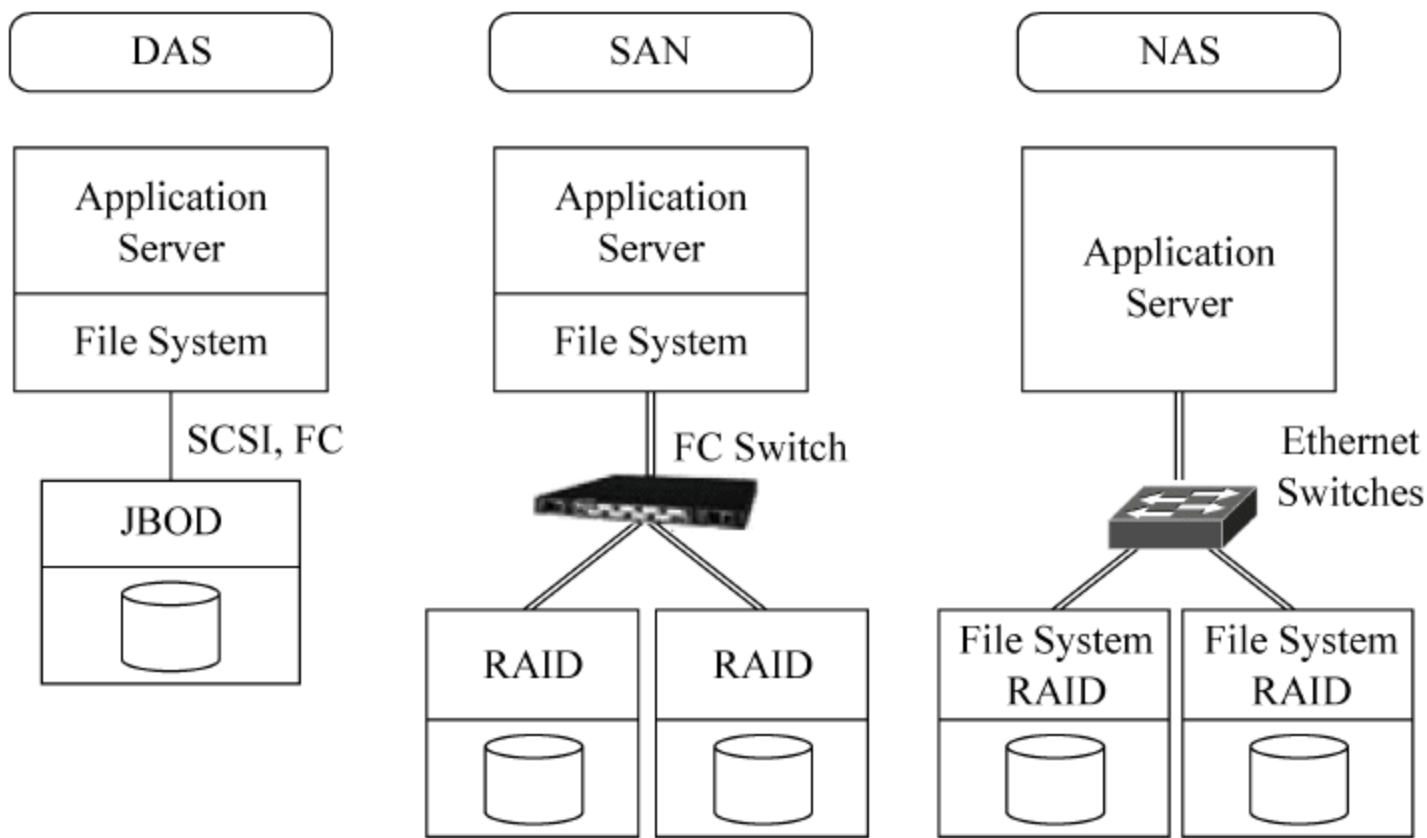 DAS
SAN
NAS
Application
Server
File System
SCSI, FC
JBOD
Application
Server
File System
FC Switch
RAID
RAID
Application
Server
Ethernet
Switches
File System
RAID
File System
RAID